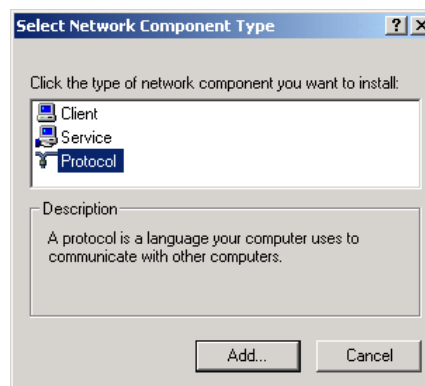 Select Network Component Type
Click the type of network component you want to install:
Client
Service
Protocol
Description
A protocol is a language your computer uses to
communicate with other computers.
Add... Cancel